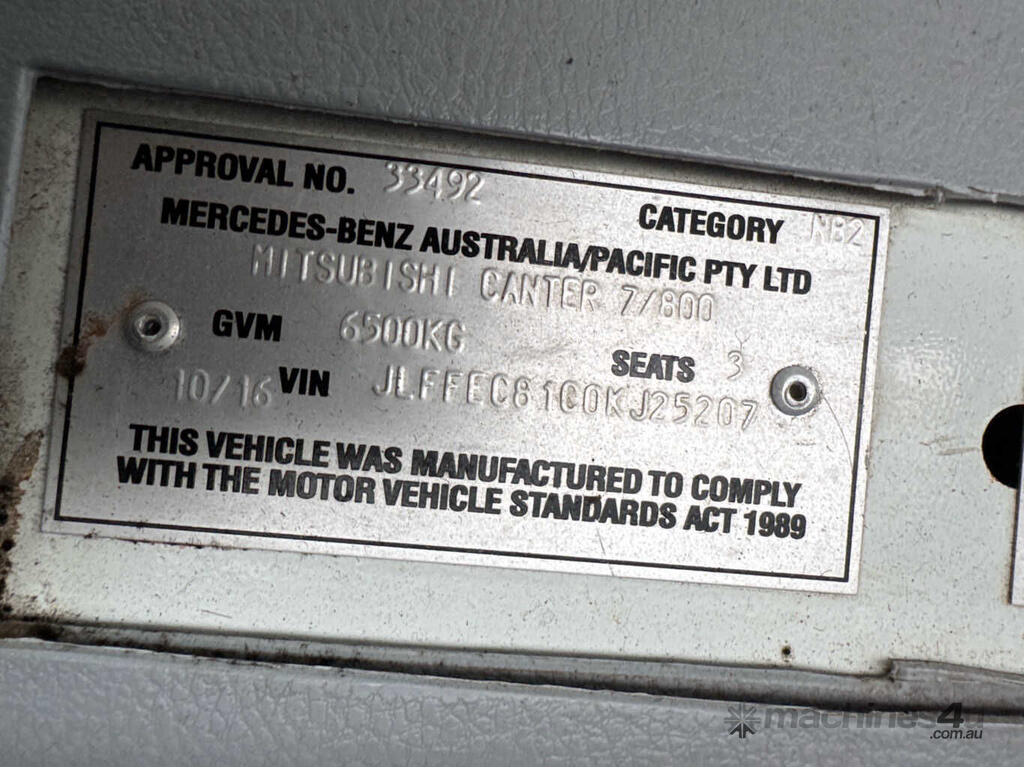 APPROVAL NO. 33492
CATEGORY NB2
MERCEDES-BENZ AUSTRALIA/PACIFIC PTY LTD
MITSUBISHI CANTER 7/800
GVM 6500KG
SEATS 3
10/16 VIN JLFFEC81C0KJ25207
THIS VEHICLE WAS MANUFACTURED TO COMPLY
WITH THE MOTOR VEHICLE STANDARDS ACT 1989
machines4u
.com.au